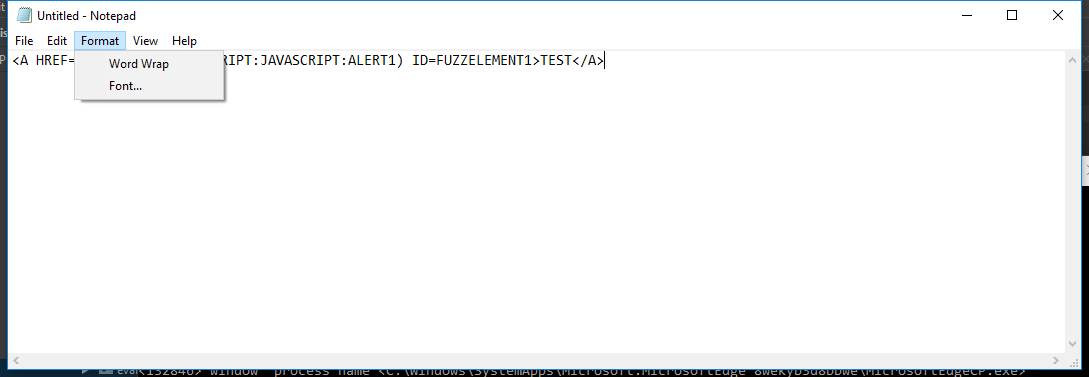 Untitled - Notepad
File Edit Format View Help
<A HREF= RIPT:JAVASCRIPT:ALERT1) ID=FUZZELEMENT1>TEST</A>
Word Wrap
Font...
eval<132846> window process name <C:\Windows\SystemApps\Microsoft.MicrosoftEdge_8wekyb3d8bbwe\MicrosoftEdgeCP.exe>